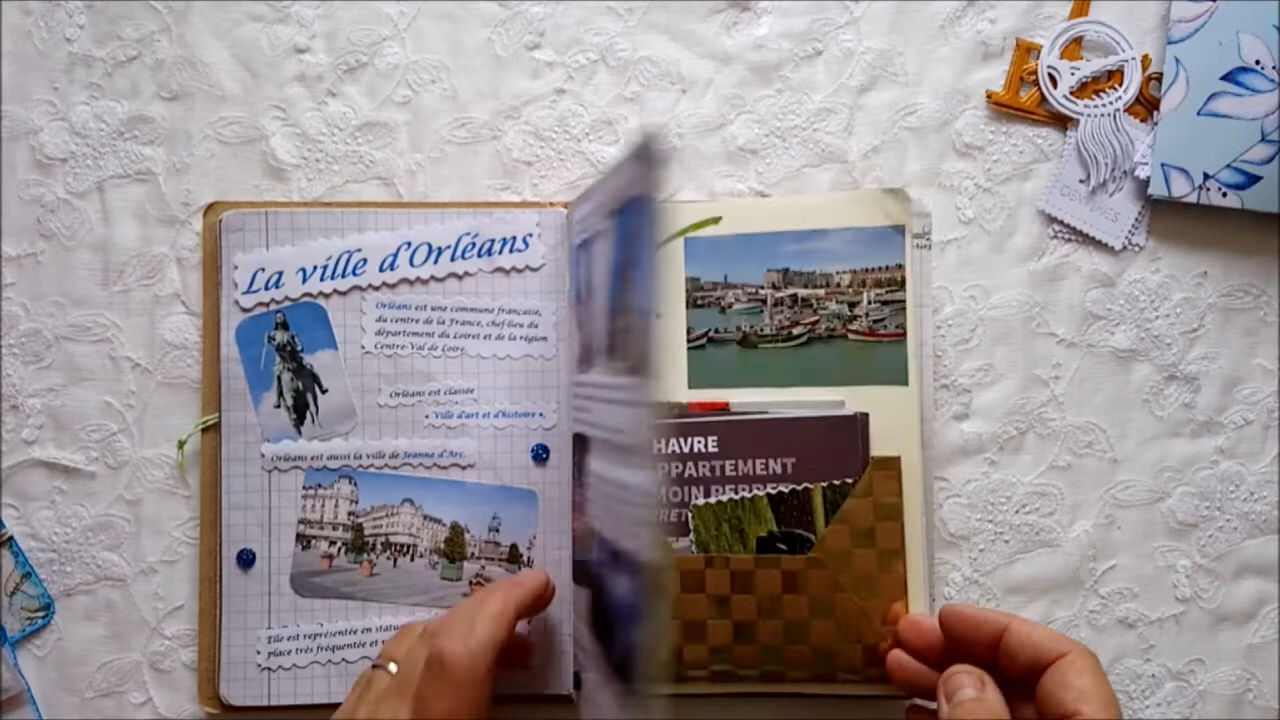 La ville d'Orléans
Orléans est une commune française,
du centre de la France, chef-lieu du
département du Loiret et de la région
Centre-Val de Loire.
Orléans est classée
« Ville d'art et d'histoire ».
Orléans est aussi la ville de Jeanne d'Arc.
Elle est représentée en
place très fréquentée et
HAVRE
PPARTEMENT
MOIN PERRET